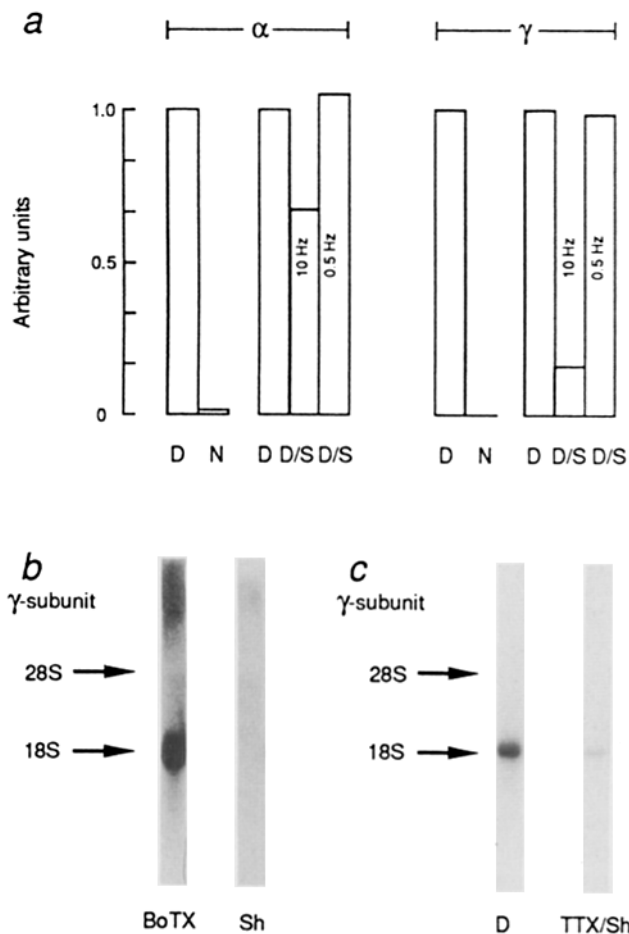 a
α γ
1.0
0.5
0
Arbitrary units
10 Hz 0.5 Hz 10 Hz 0.5 Hz
D N D D/S D/S D N D D/S D/S
b
γ-subunit
28S
18S
BoTX Sh
c
γ-subunit
28S
18S
D TTX/Sh